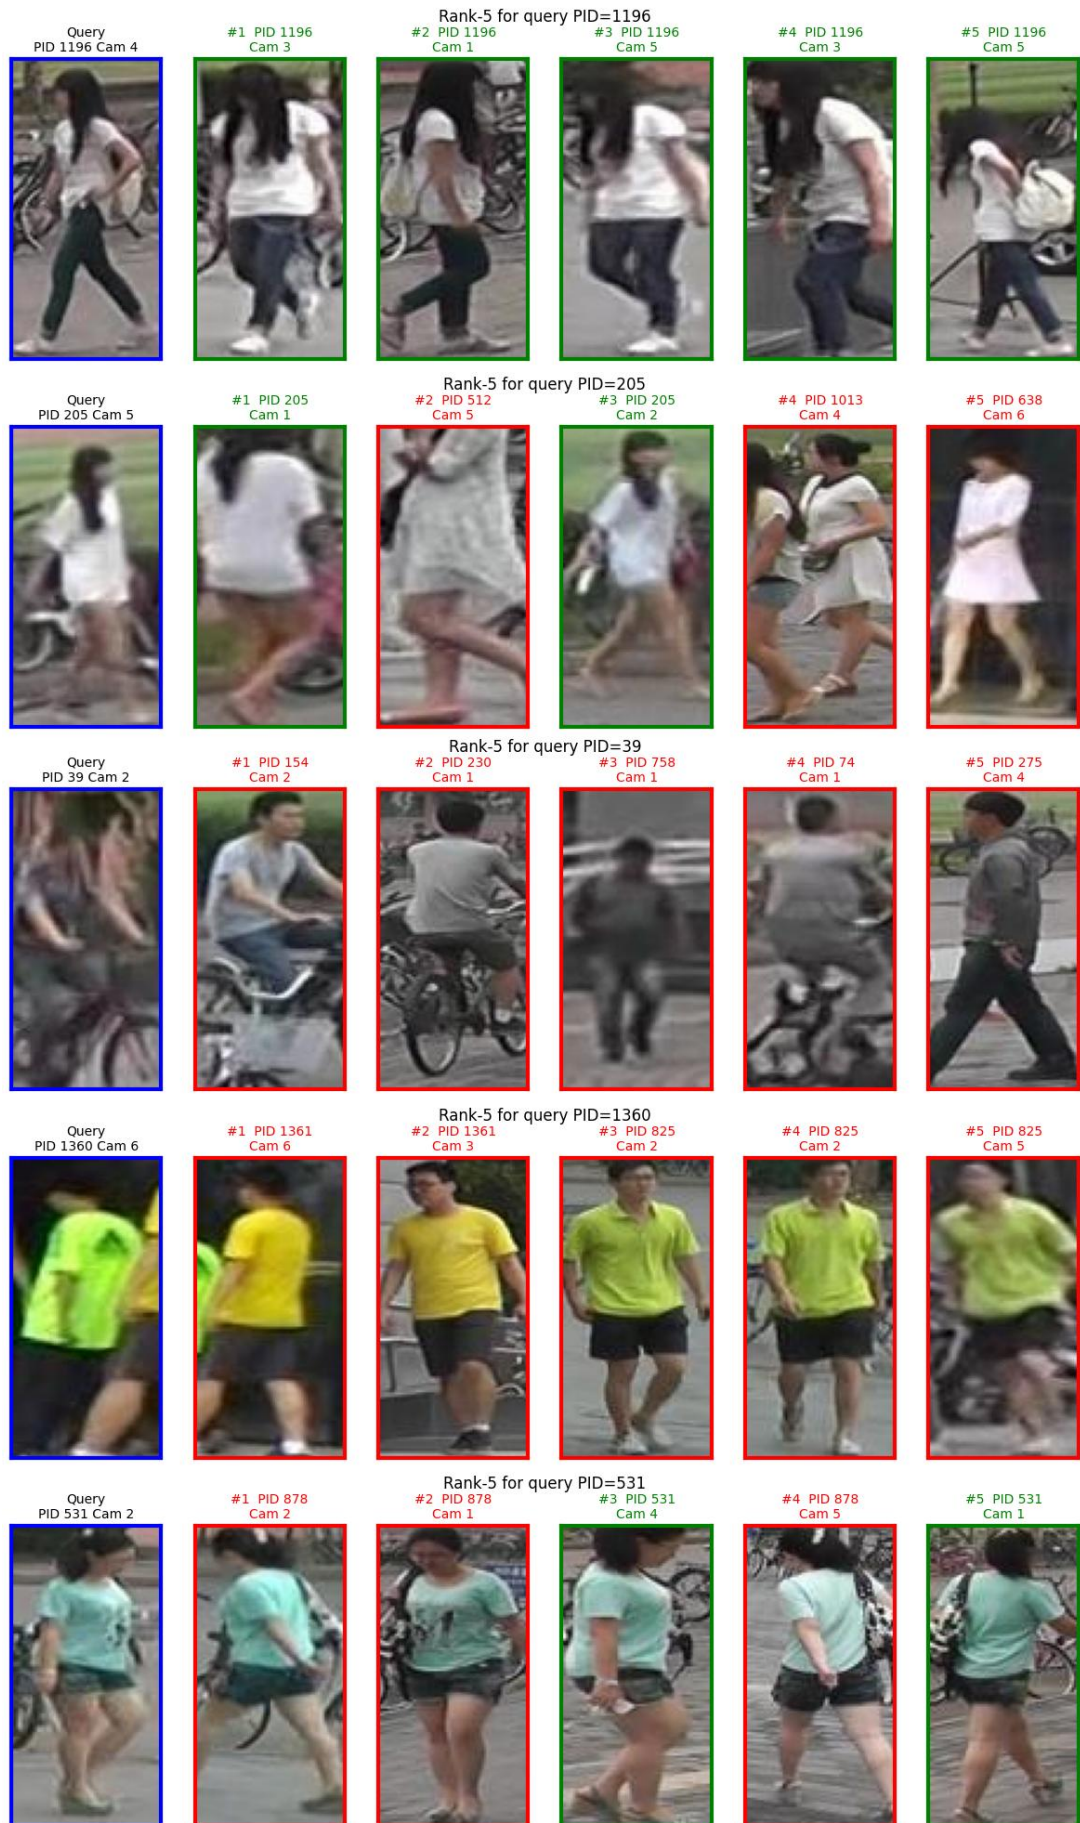 Rank-5 for query PID=1196
Query
PID 1196 Cam 4
#1 PID 1196
Cam 3
#2 PID 1196
Cam 1
#3 PID 1196
Cam 5
#4 PID 1196
Cam 3
#5 PID 1196
Cam 5
Rank-5 for query PID=205
Query
PID 205 Cam 5
#1 PID 205
Cam 1
#2 PID 512
Cam 5
#3 PID 205
Cam 2
#4 PID 1013
Cam 4
#5 PID 638
Cam 6
Rank-5 for query PID=39
Query
PID 39 Cam 2
#1 PID 154
Cam 2
#2 PID 230
Cam 1
#3 PID 758
Cam 1
#4 PID 74
Cam 1
#5 PID 275
Cam 4
Rank-5 for query PID=1360
Query
PID 1360 Cam 6
#1 PID 1361
Cam 6
#2 PID 1361
Cam 3
#3 PID 825
Cam 2
#4 PID 825
Cam 2
#5 PID 825
Cam 5
Rank-5 for query PID=531
Query
PID 531 Cam 2
#1 PID 878
Cam 2
#2 PID 878
Cam 1
#3 PID 531
Cam 4
#4 PID 878
Cam 5
#5 PID 531
Cam 1